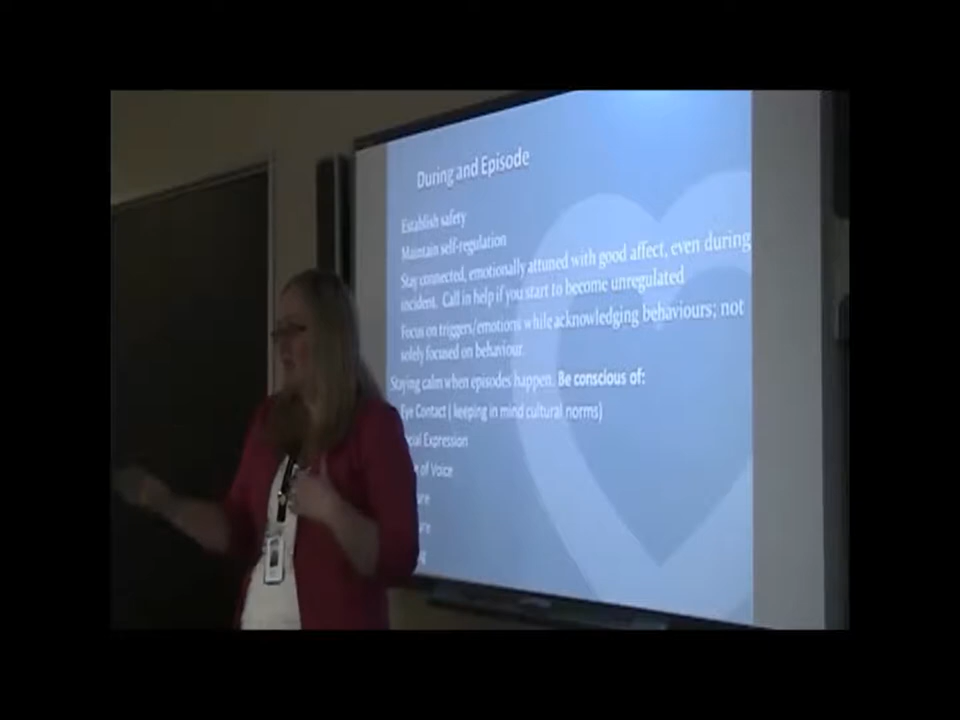 During and Episode
Establish safety
Maintain self-regulation
Stay connected, emotionally attuned with good affect, even during
incident. Call in help if you start to become unregulated
Focus on triggers/emotions while acknowledging behaviours; not
solely focused on behaviour.
Staying calm when episodes happen. Be conscious of:
Eye Contact ( keeping in mind cultural norms)
Expression
of Voice